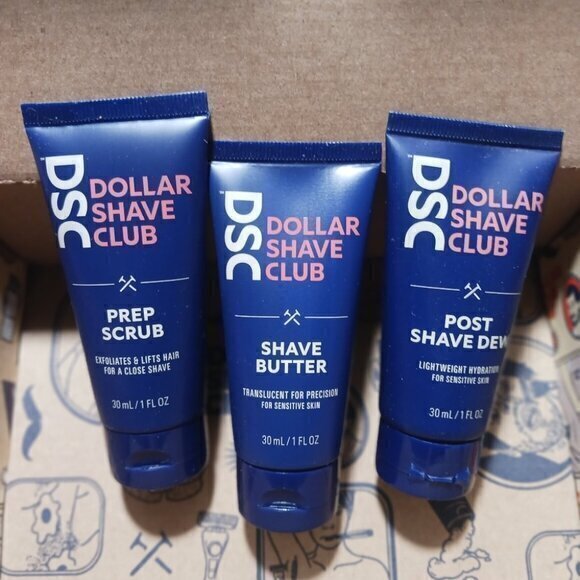 DSC
DOLLAR
SHAVE
CLUB
PREP
SCRUB
EXFOLIATES & LIFTS HAIR
FOR A CLOSE SHAVE
30 mL/1 FL OZ
DSC
DOLLAR
SHAVE
CLUB
SHAVE
BUTTER
TRANSLUCENT FOR PRECISION
FOR SENSITIVE SKIN
30 mL/1 FL OZ
DSC
DOLLAR
SHAVE
CLUB
POST
SHAVE DEW
LIGHTWEIGHT HYDRATION
FOR SENSITIVE SKIN
30 mL/1 FL OZ